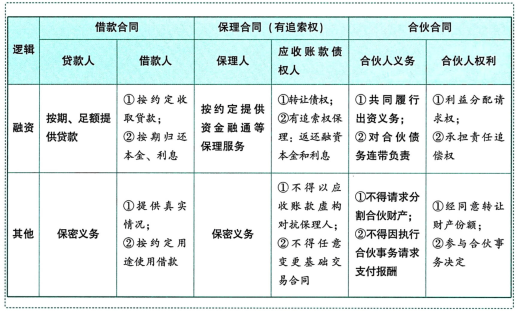 逻辑
借款合同
保理合同（有追索权）
合伙合同
贷款人
借款人
保理人
应收账款债
权人
合伙人义务
合伙人权利
融资
按期、足额提
供贷款
①按约定收
取贷款；
②按期归还
本金、利息
按约定提供
资金融通等
保理服务
①转让债权；
②有追索权保
理：返还融资
本金和利息
①共同履行
出资义务；
②对合伙债
务连带负责
①利益分配请
求权；
②承担责任追
偿权
其他
保密义务
①提供真实
情况；
②按约定用
途使用借款
保密义务
①不得以应
收账款虚构
对抗保理人；
②不得任意
变更基础交
易合同
①不得请求分
割合伙财产；
②不得因执行
合伙事务请求
支付报酬
①经同意转让
财产份额；
②参与合伙事
务决定